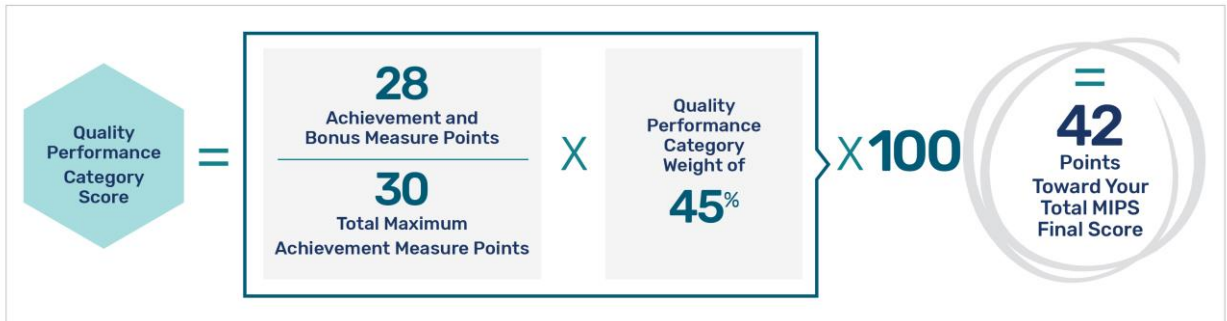 Quality
Performance
Category
Score
=
28
Achievement and
Bonus Measure Points
30
Total Maximum
Achievement Measure Points
X
Quality
Performance
Category
Weight of
45%
X 100
=
42
Points
Toward Your
Total MIPS
Final Score